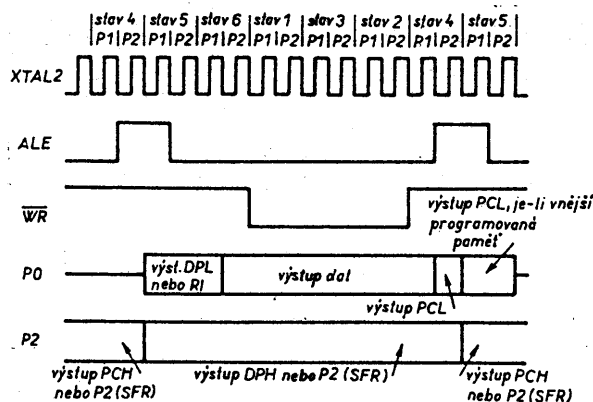 stav 4 stav 5 stav 6 stav 1 stav 3 stav 2 stav 4 stav 5
P1 P2 P1 P2 P1 P2 P1 P2 P1 P2 P1 P2 P1 P2 P1 P2
XTAL2
ALE
WR
výstup PCL, je-li vnější
programovaná
paměť
P0
výst. DPL
nebo RI
výstup dat
výstup PCL
P2
výstup PCH
nebo P2 (SFR)
výstup DPH nebo P2 (SFR)
výstup PCH
nebo P2 (SFR)